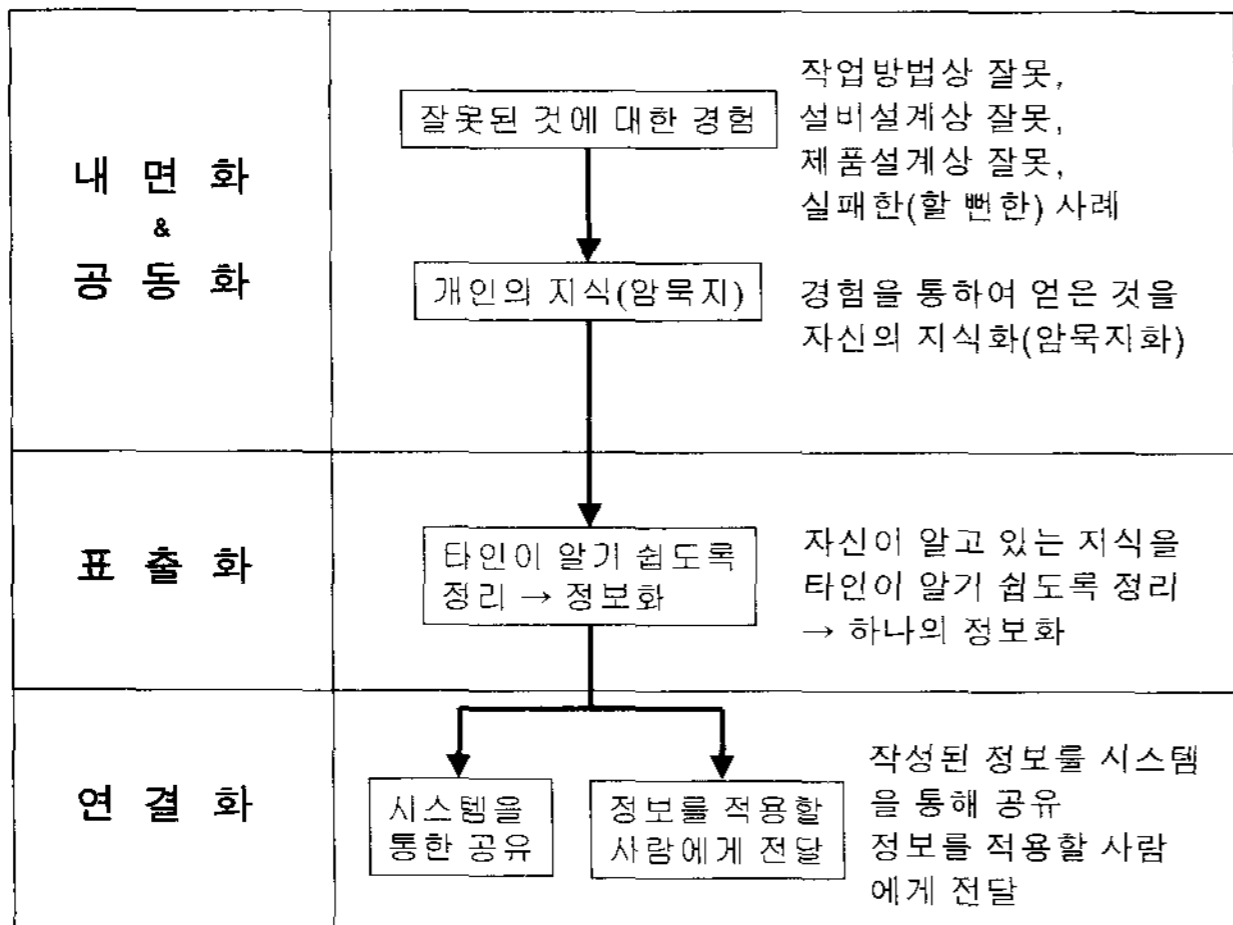 내 면 화
&
공 동 화
잘못된 것에 대한 경험
작업방법상 잘못,
설비설계상 잘못,
제품설계상 잘못,
실패한(할 뻔한) 사례
개인의 지식(암묵지)
경험을 통하여 얻은 것을
자신의 지식화(암묵지화)
표 출 화
타인이 알기 쉽도록
정리 → 정보화
자신이 알고 있는 지식을
타인이 알기 쉽도록 정리
→ 하나의 정보화
연 결 화
시스템을
통한 공유
정보를 적용할
사람에게 전달
작성된 정보를 시스템
을 통해 공유
정보를 적용할 사람
에게 전달